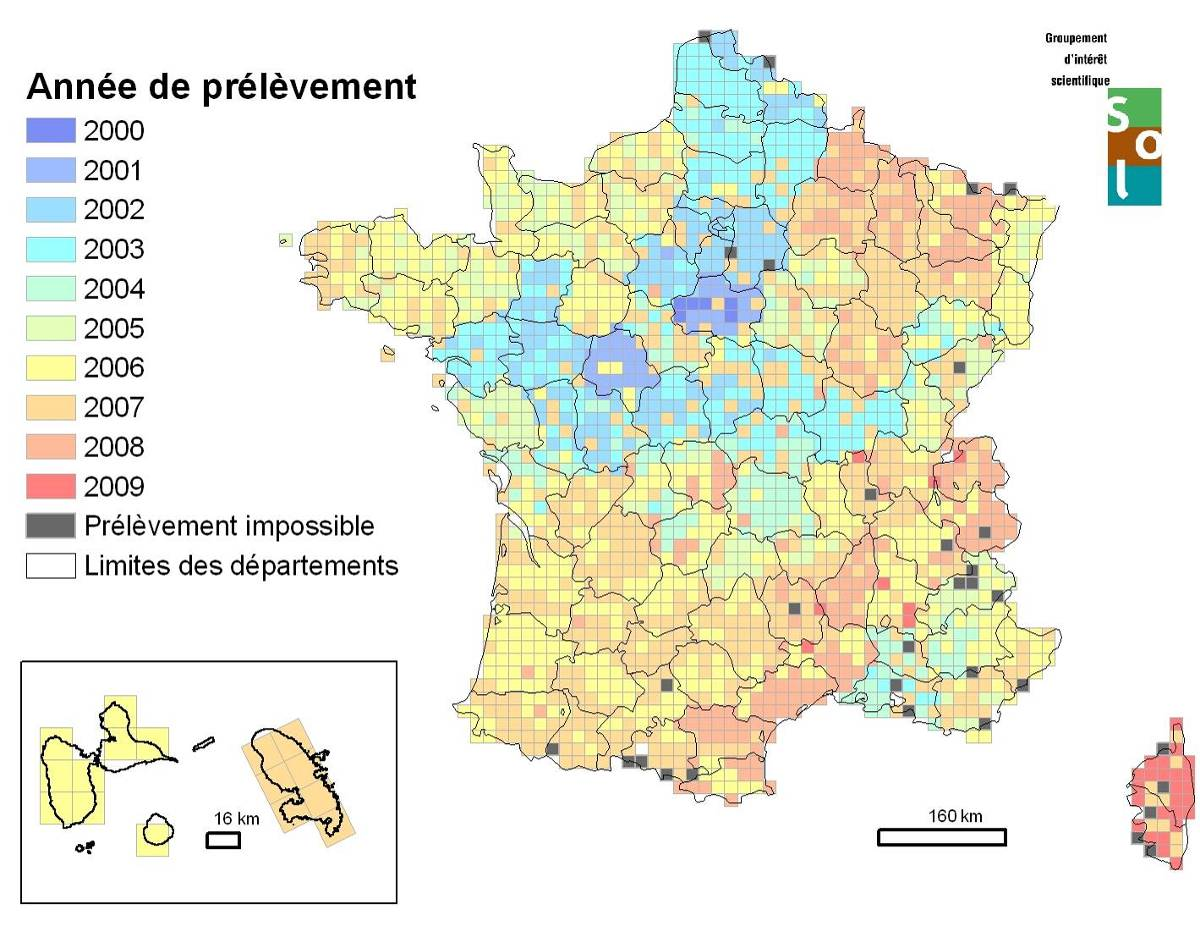 Groupement
d'intérêt
scientifique
S
o
l
Année de prélèvement
2000
2001
2002
2003
2004
2005
2006
2007
2008
2009
Prélèvement impossible
Limites des départements
16 km
160 km